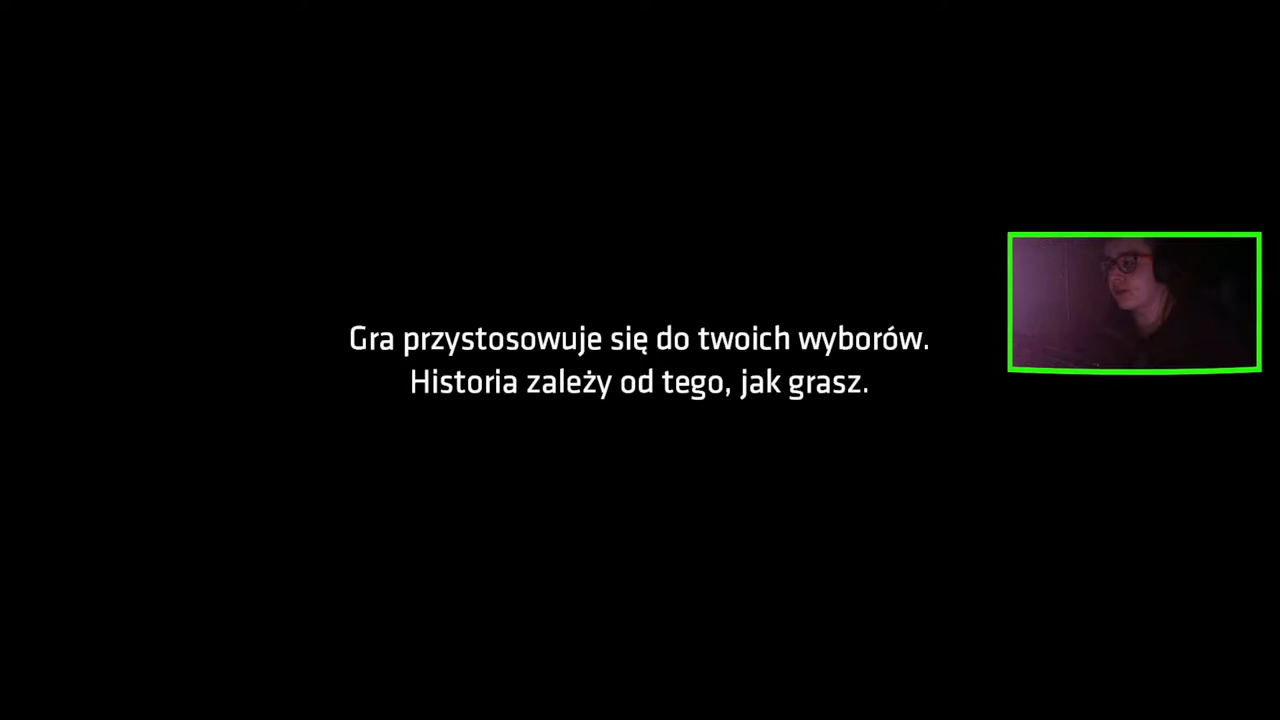 Gra przystosowuje się do twoich wyborów.
Historia zależy od tego, jak grasz.